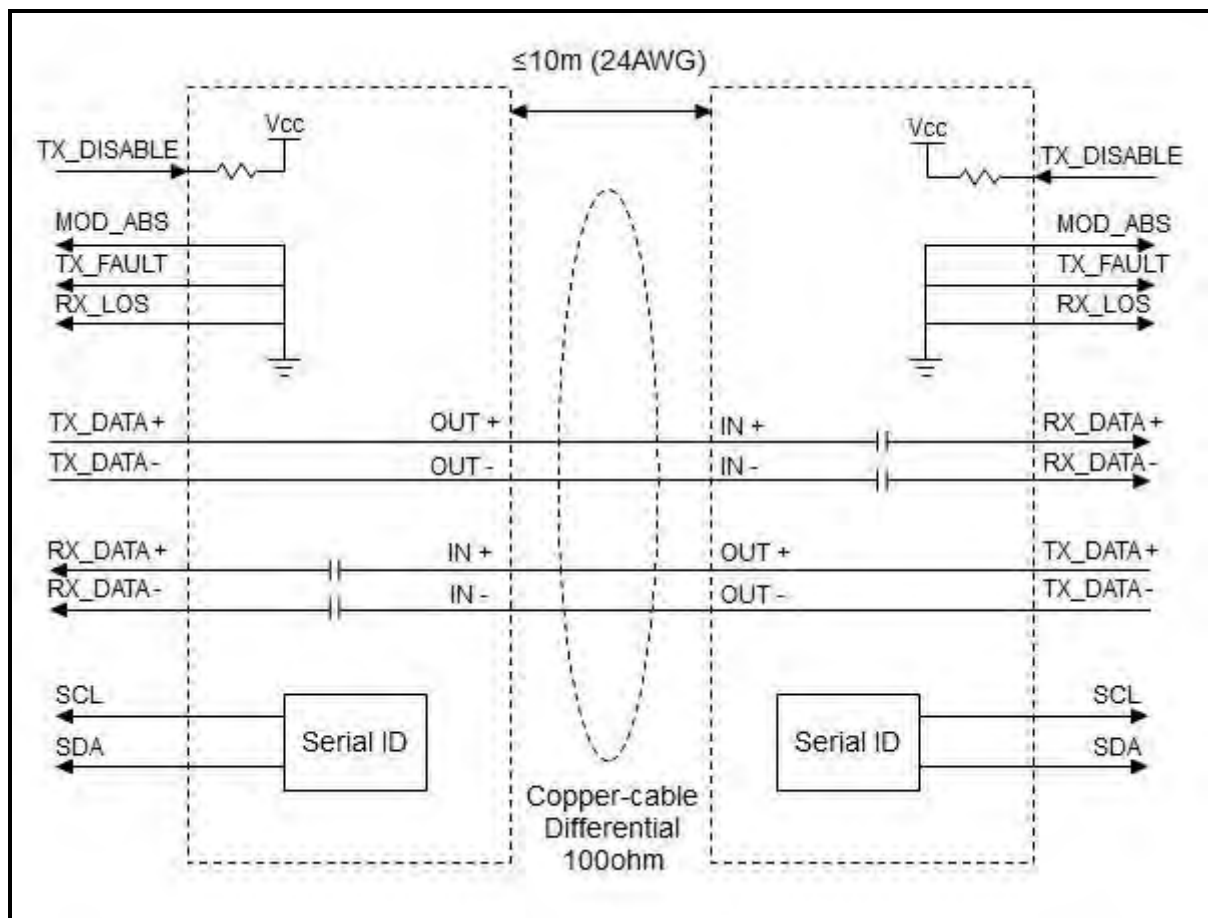 ≤10m (24AWG)
Vcc
Vcc
TX_DISABLE
TX_DISABLE
MOD_ABS
MOD_ABS
TX_FAULT
TX_FAULT
RX_LOS
RX_LOS
TX_DATA+
OUT +
IN +
RX_DATA+
TX_DATA-
OUT -
IN -
RX_DATA-
RX_DATA+
IN +
OUT +
TX_DATA+
RX_DATA-
IN -
OUT -
TX_DATA-
SCL
SCL
Serial ID
Serial ID
SDA
SDA
Copper-cable
Differential
100ohm